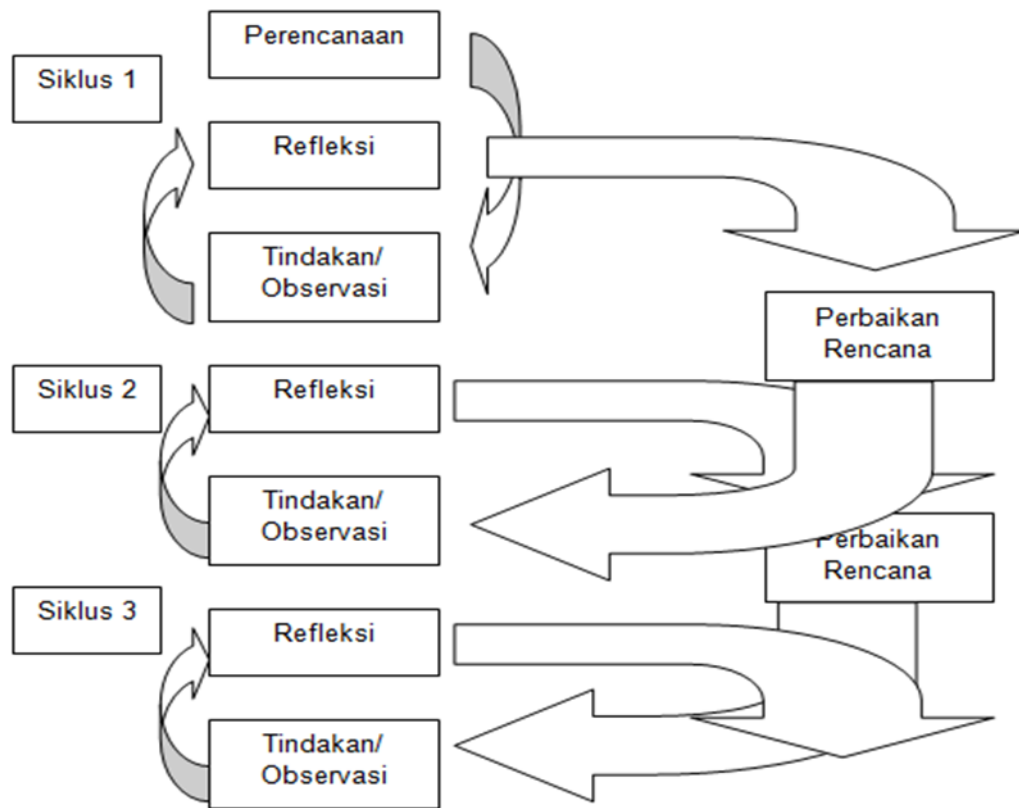 Perencanaan
Siklus 1
Refleksi
Tindakan/
Observasi
Perbaikan
Rencana
Siklus 2
Refleksi
Tindakan/
Observasi
Perbaikan
Rencana
Siklus 3
Refleksi
Tindakan/
Observasi